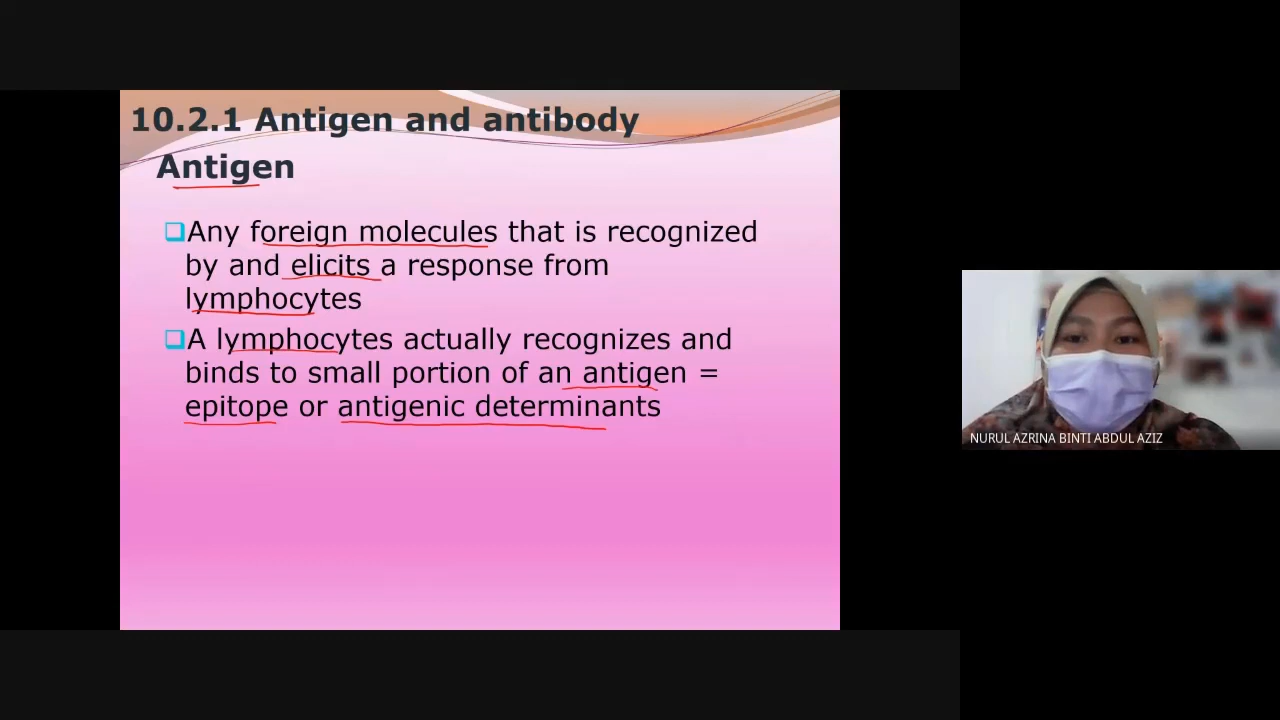 10.2.1 Antigen and antibody
Antigen
Any foreign molecules that is recognized
by and elicits a response from
lymphocytes
A lymphocytes actually recognizes and
binds to small portion of an antigen =
epitope or antigenic determinants
NURUL AZRINA BINTI ABDUL AZIZ